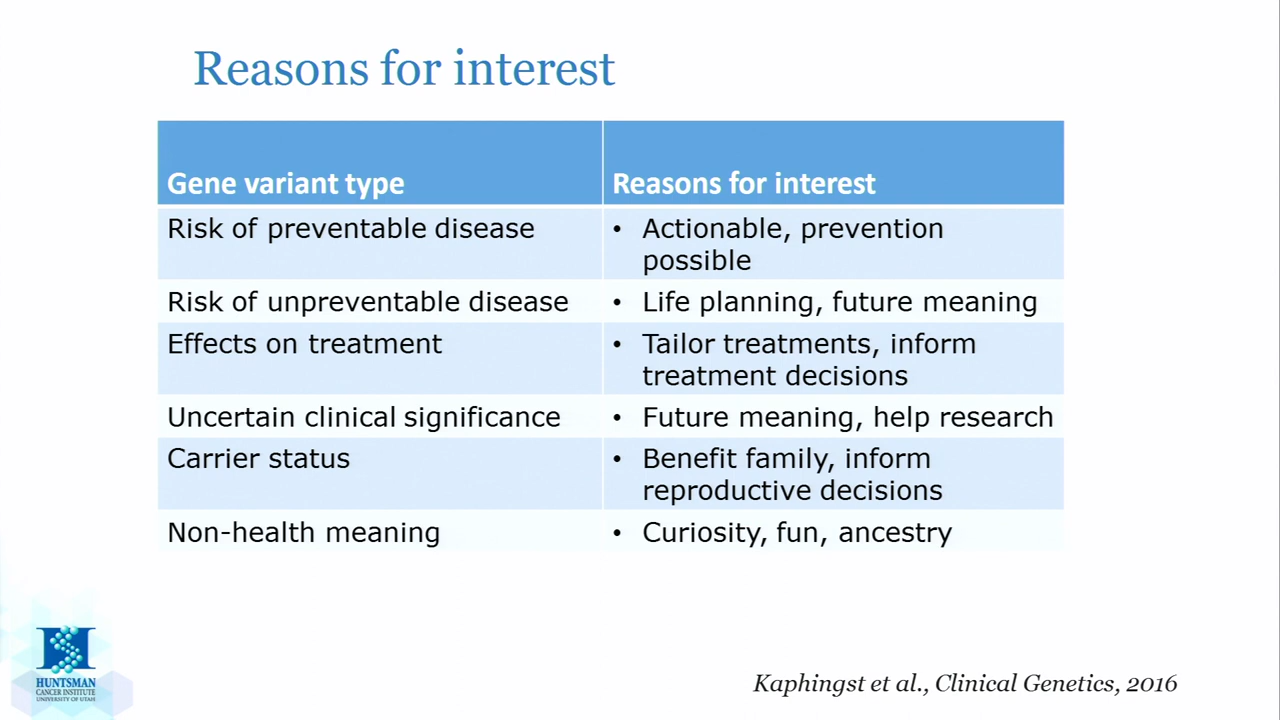 Reasons for interest
Gene variant type
Reasons for interest
Risk of preventable disease
• Actionable, prevention
possible
Risk of unpreventable disease
• Life planning, future meaning
Effects on treatment
• Tailor treatments, inform
treatment decisions
Uncertain clinical significance
• Future meaning, help research
Carrier status
• Benefit family, inform
reproductive decisions
Non-health meaning
• Curiosity, fun, ancestry
HUNTSMAN
CANCER INSTITUTE
UNIVERSITY OF UTAH
Kaphingst et al., Clinical Genetics, 2016